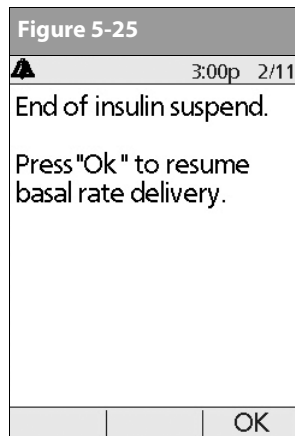 Figure 5-25
3:00p 2/11
End of insulin suspend.
Press "Ok" to resume
basal rate delivery.
OK